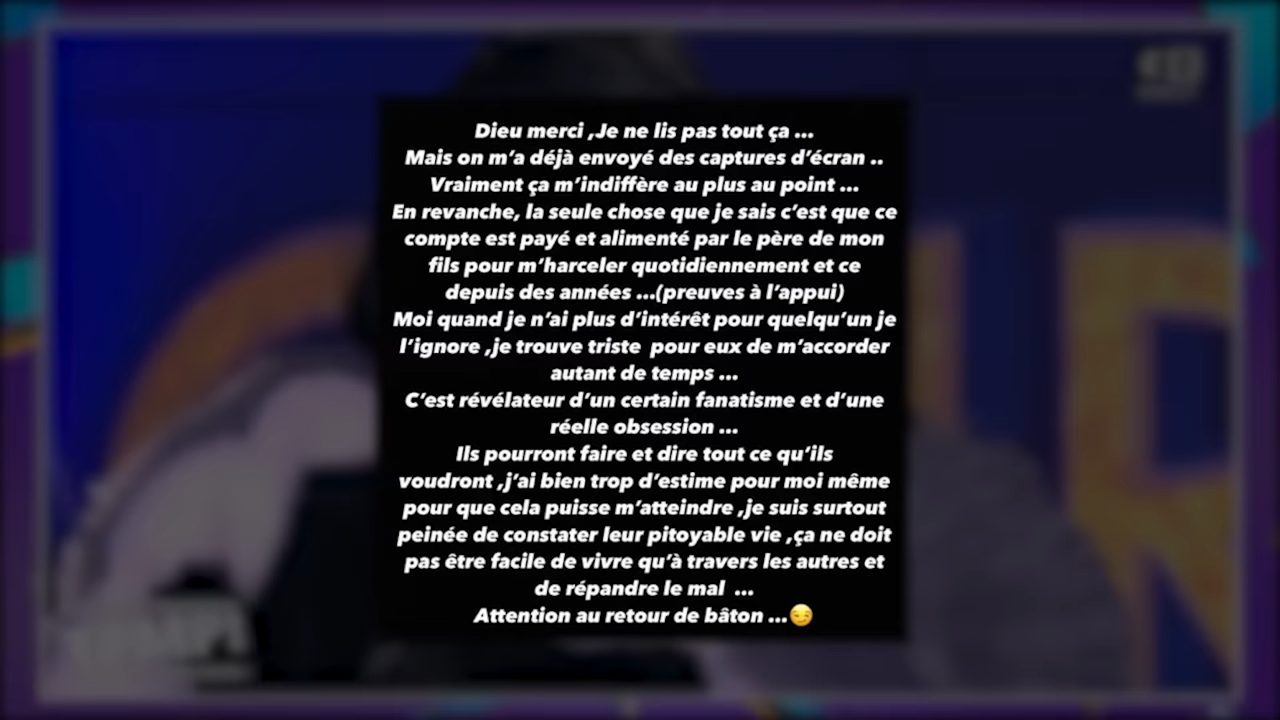 Dieu merci ,Je ne lis pas tout ça ...
Mais on m’a déjà envoyé des captures d’écran ..
Vraiment ça m’indiffère au plus au point ...
En revanche, la seule chose que je sais c’est que ce
compte est payé et alimenté par le père de mon
fils pour m’harceler quotidiennement et ce
depuis des années ...(preuves à l’appui)
Moi quand je n’ai plus d’intérêt pour quelqu’un je
l’ignore ,je trouve triste  pour eux de m’accorder
autant de temps ...
C’est révélateur d’un certain fanatisme et d’une
réelle obsession ...
Ils pourront faire et dire tout ce qu’ils
voudront ,j’ai bien trop d’estime pour moi même
pour que cela puisse m’atteindre ,je suis surtout
peinée de constater leur pitoyable vie ,ça ne doit
pas être facile de vivre qu’à travers les autres et
de répandre le mal  ...
Attention au retour de bâton ...😏